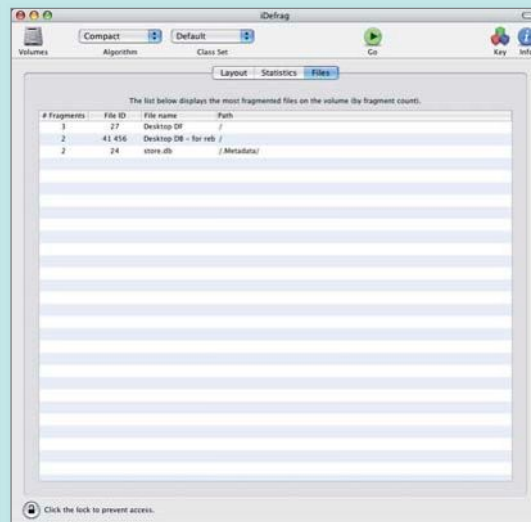 iDefrag
Compact Default
Volumes Algorithm Class Set Go Key Info
Layout Statistics Files
The list below displays the most fragmented files on the volume (by fragment count).
# Fragments File ID File name Path
3 27 Desktop DF /
2 41 456 Desktop DB – for reb /
2 24 store.db /.Metadata/
Click the lock to prevent access.